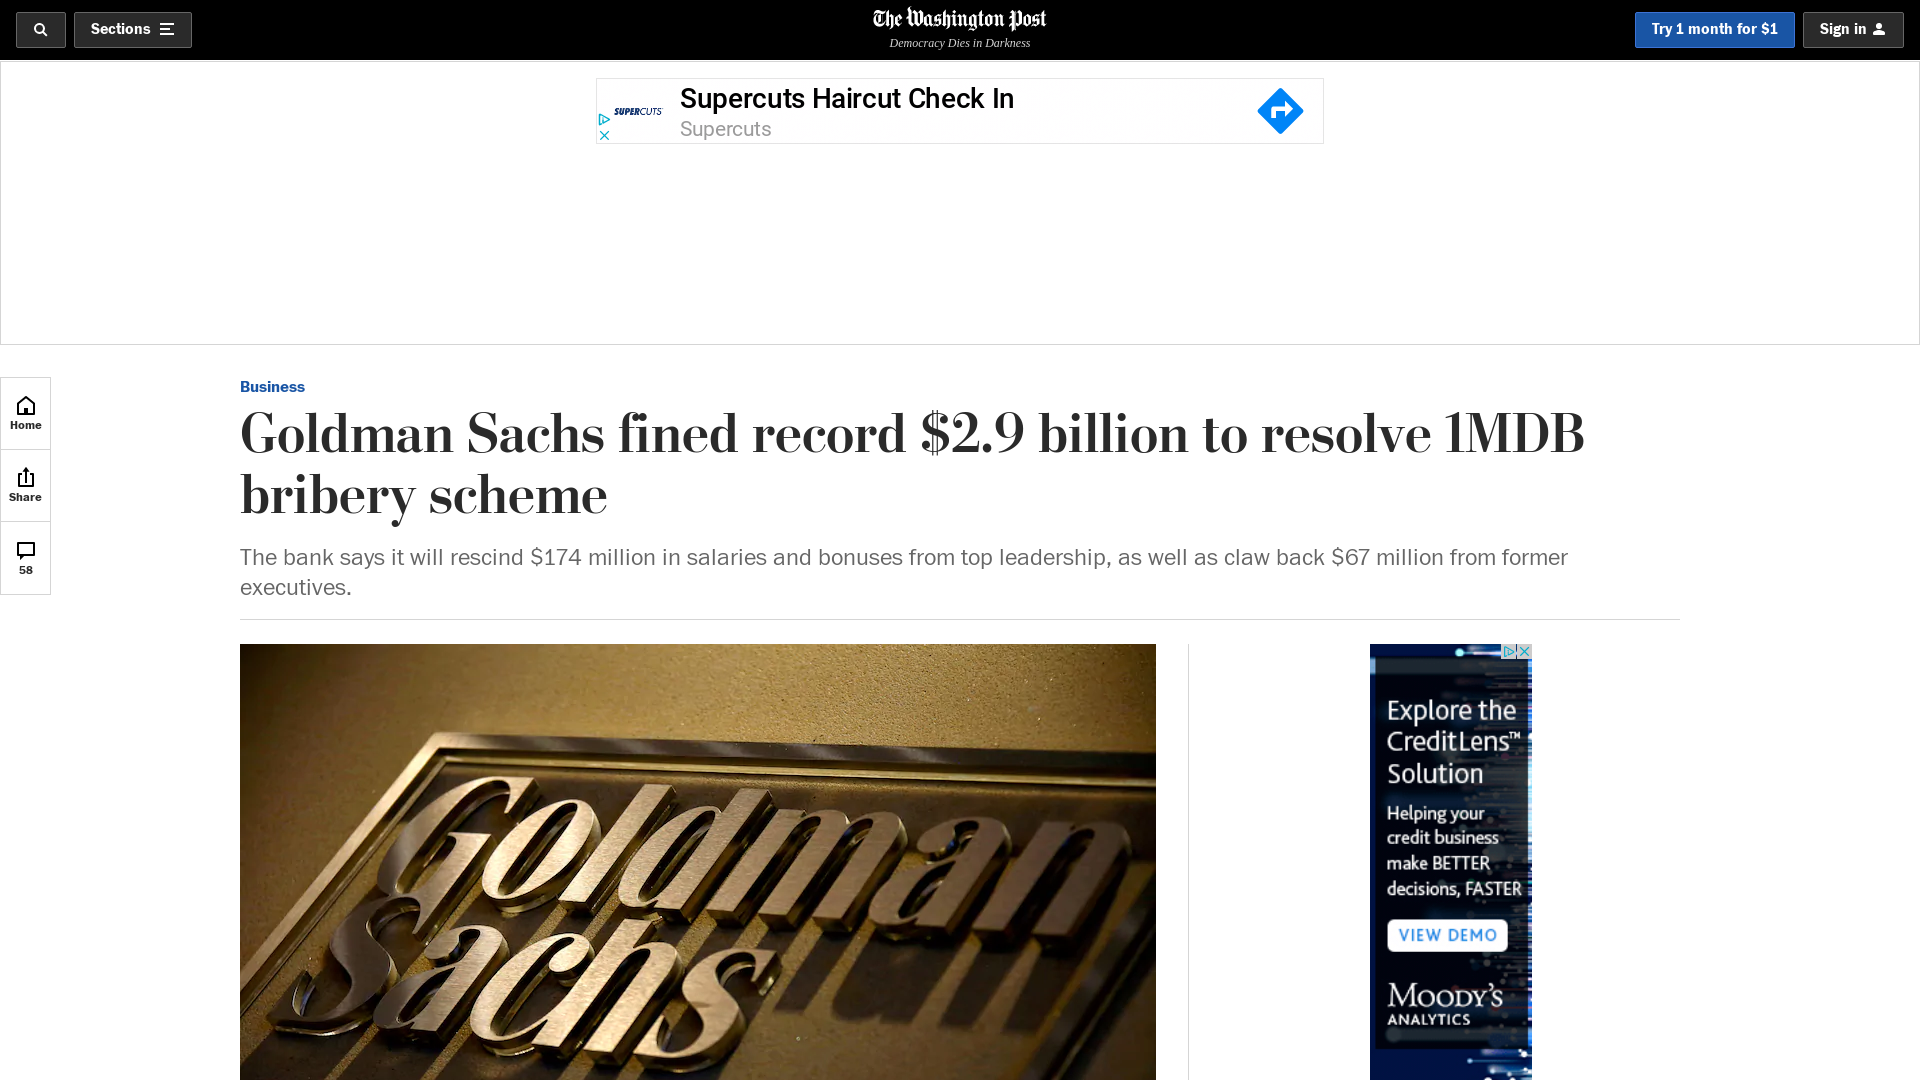 Sections
The Washington Post
Democracy Dies in Darkness
Try 1 month for $1
Sign in
SUPERCUTS
Supercuts Haircut Check In
Supercuts
Home
Share
58
Business
Goldman Sachs fined record $2.9 billion to resolve 1MDB
bribery scheme
The bank says it will rescind $174 million in salaries and bonuses from top leadership, as well as claw back $67 million from former
executives.
Goldman
Sachs
Explore the
CreditLens™
Solution
Helping your
credit business
make BETTER
decisions, FASTER
VIEW DEMO
MOODY'S
ANALYTICS